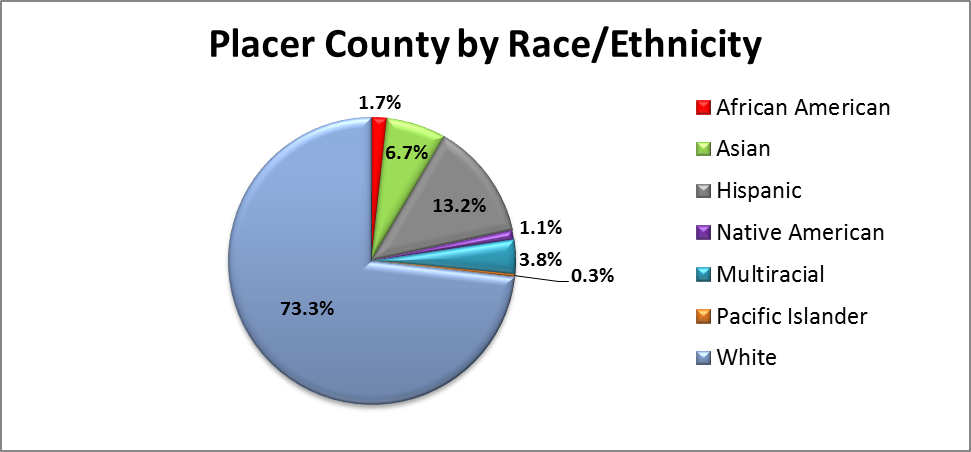 Placer County by Race/Ethnicity
1.7%
6.7%
13.2%
1.1%
3.8%
0.3%
73.3%
African American
Asian
Hispanic
Native American
Multiracial
Pacific Islander
White